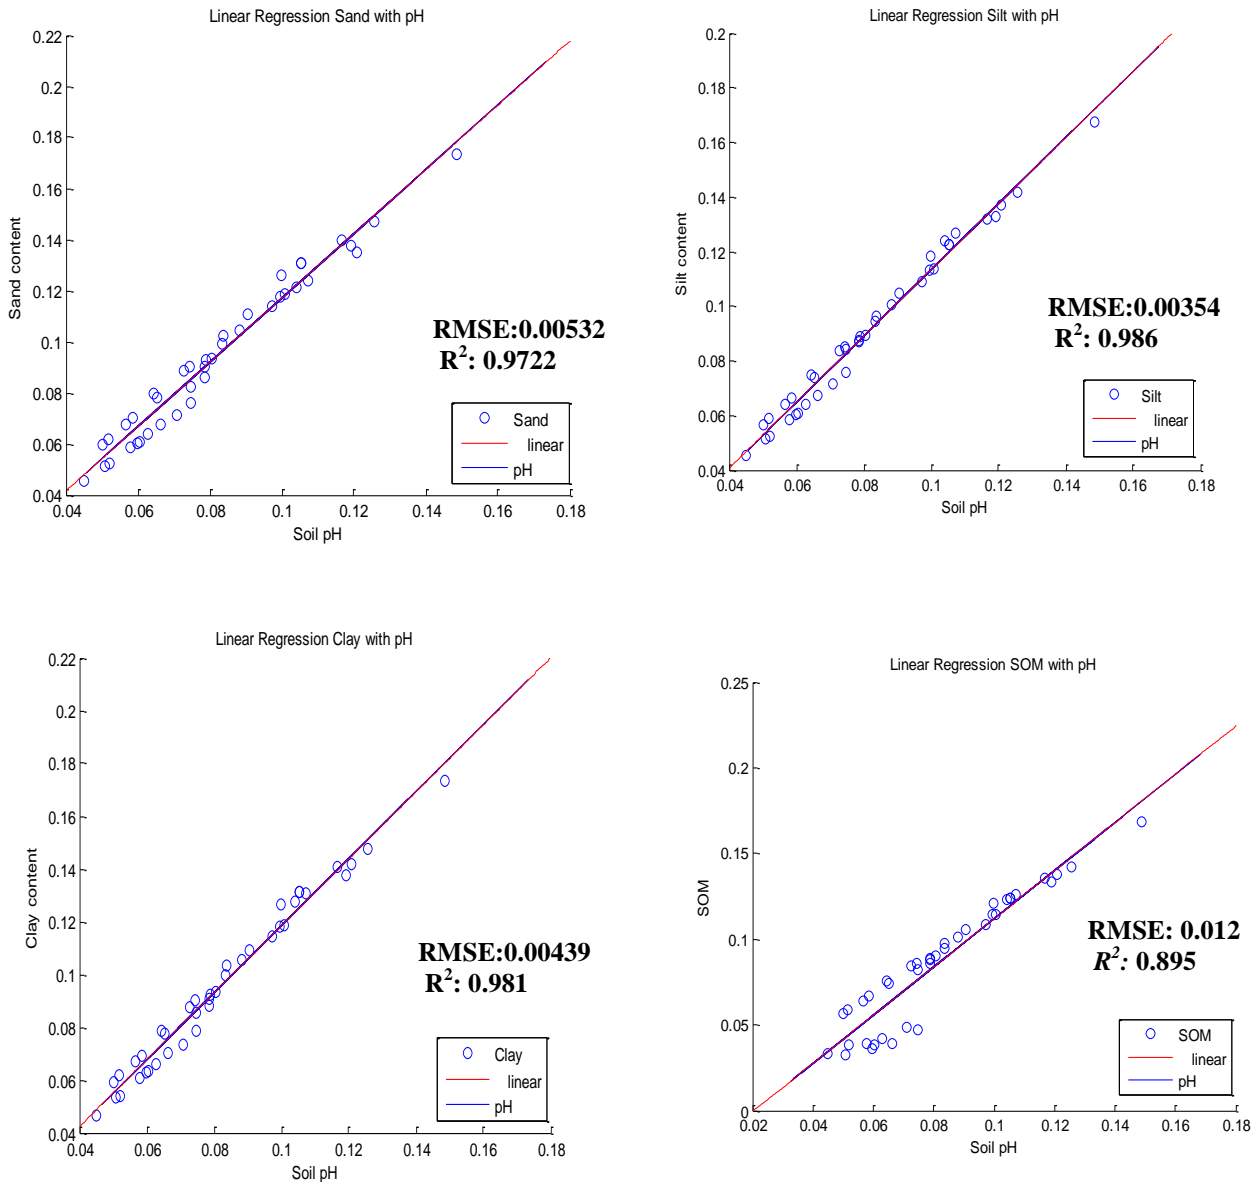 Linear Regression Sand with pH
0.22
0.2
0.18
0.16
0.14
0.12
0.1
0.08
0.06
0.04
Sand content
RMSE:0.00532
R²: 0.9722
Sand
linear
pH
0.04 0.06 0.08 0.1 0.12 0.14 0.16 0.18
Soil pH
Linear Regression Silt with pH
0.2
0.18
0.16
0.14
0.12
0.1
0.08
0.06
0.04
Silt content
RMSE:0.00354
R²: 0.986
Silt
linear
pH
0.04 0.06 0.08 0.1 0.12 0.14 0.16 0.18
Soil pH
Linear Regression Clay with pH
0.22
0.2
0.18
0.16
0.14
0.12
0.1
0.08
0.06
0.04
Clay content
RMSE:0.00439
R²: 0.981
Clay
linear
pH
0.04 0.06 0.08 0.1 0.12 0.14 0.16 0.18
Soil pH
Linear Regression SOM with pH
0.25
0.2
0.15
0.1
0.05
0
SOM
RMSE: 0.012
R²: 0.895
SOM
linear
pH
0.02 0.04 0.06 0.08 0.1 0.12 0.14 0.16 0.18
Soil pH